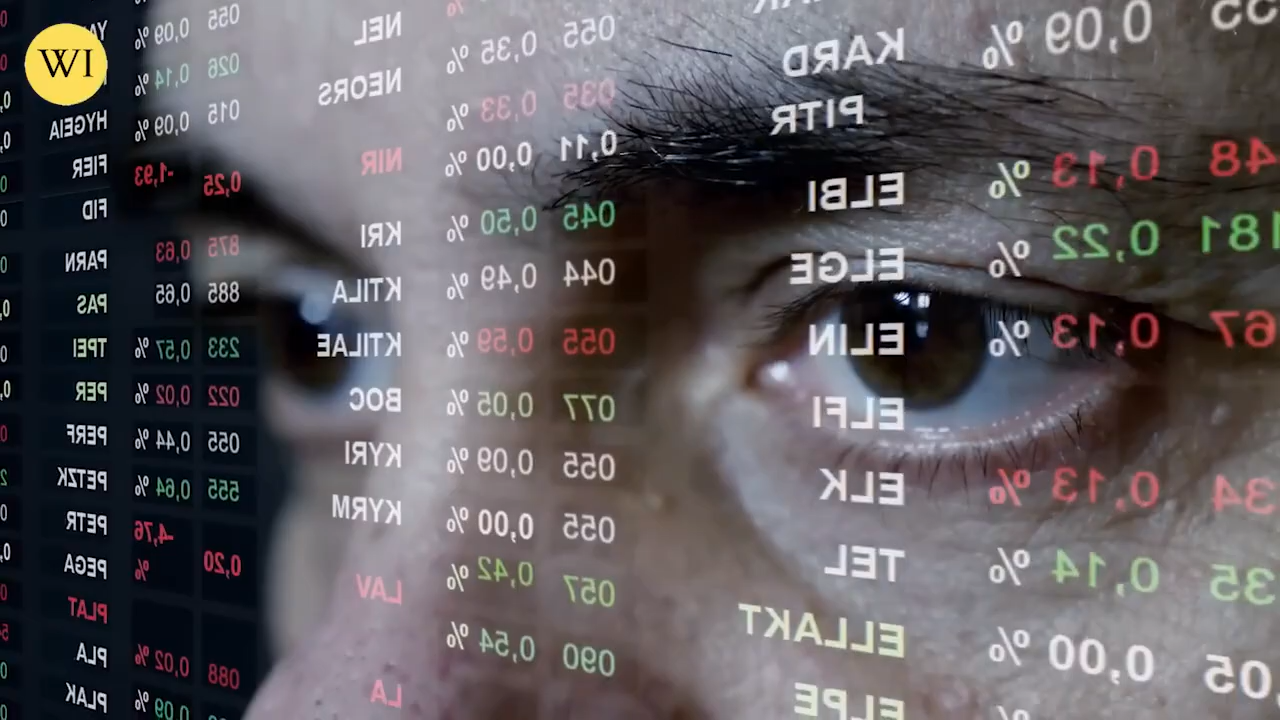 WI
055 0,09 %
026 0,14 %
015 0,09 % HYGEIA
0,25 -1,93 FIER
FID
875 0,63 PARN
885 0,65 PAS
233 0,57 % TPEI
022 0,02 % PER
055 0,44 % PERF
555 0,64 % PETZK
0,20 -4,76 % PETR
PEGA
PLAT
088 0,02 % PLA
0,09 % PLAK
055 0,35 % NEL
035 0,33 % NEORS
0,11 0,00 % NIR
045 0,50 % KRI
044 0,49 % KTILA
055 0,59 % KTILAE
077 0,05 % BOC
055 0,09 % KYRI
055 0,00 % KYRM
057 0,42 % LAV
090 0,54 % LA
0,09 % KARD
PITR
48 0,13 % ELBI
181 0,22 % ELGE
67 0,13 % ELIN
ELFI
34 0,13 % ELK
35 0,14 % TEL
05 0,00 % ELLAKT
ELPE